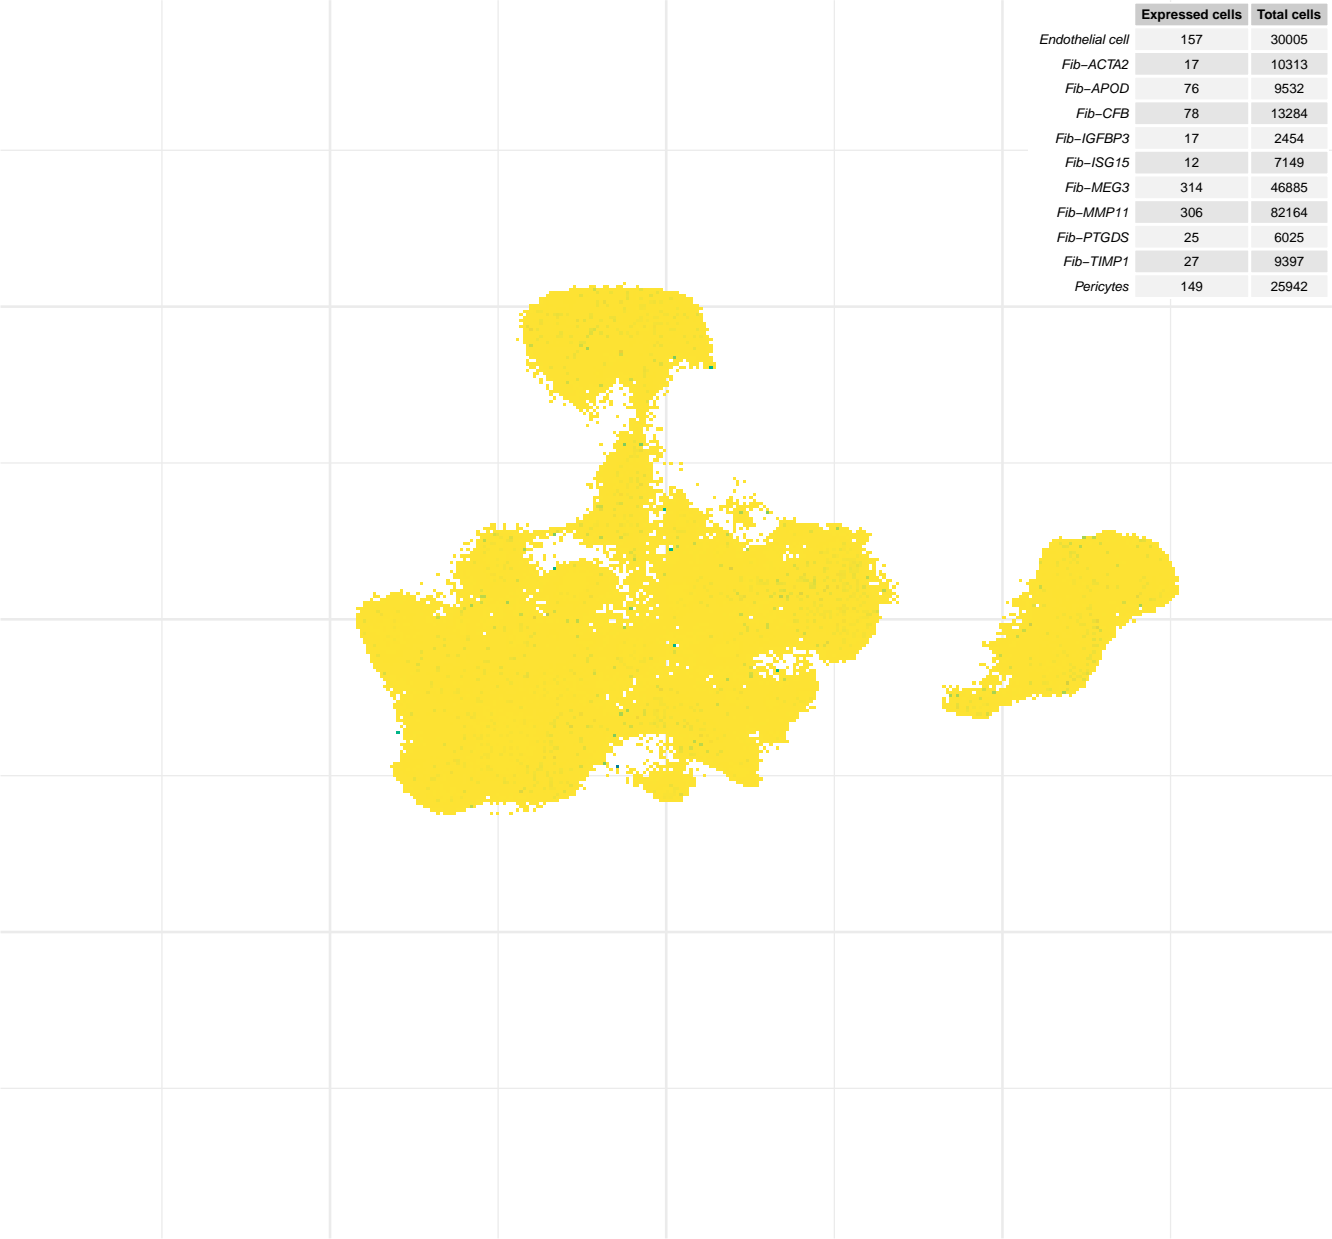 Expressed cells Total cells
Endothelial cell 157 30005
Fib−ACTA2 17 10313
Fib−APOD 76 9532
Fib−CFB 78 13284
Fib−IGFBP3 17 2454
Fib−ISG15 12 7149
Fib−MEG3 314 46885
Fib−MMP11 306 82164
Fib−PTGDS 25 6025
Fib−TIMP1 27 9397
Pericytes 149 25942